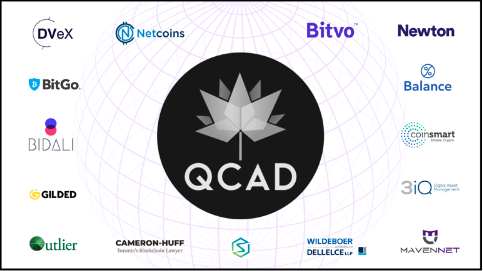 DVeX
Netcoins
Bitvo™
Newton
BitGo.
Balance
BIDALI
coinsmart
QCAD
GILDED
3iQ Digital Asset
Management
Outlier
CAMERON-HUFF
Toronto's Blockchain Lawyer
WILDEBOER
DELLELCE LLP
MAVENNET